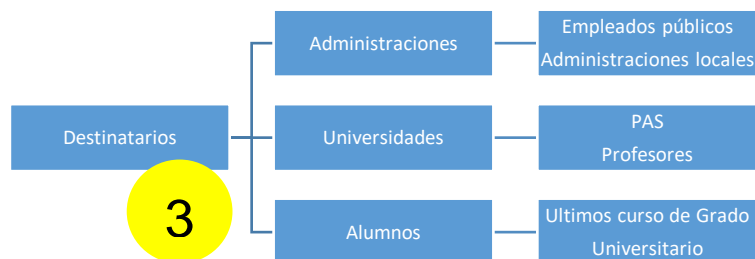 Destinatarios
3
Administraciones
Empleados públicos
Administraciones locales
Universidades
PAS
Profesores
Alumnos
Ultimos curso de Grado
Universitario